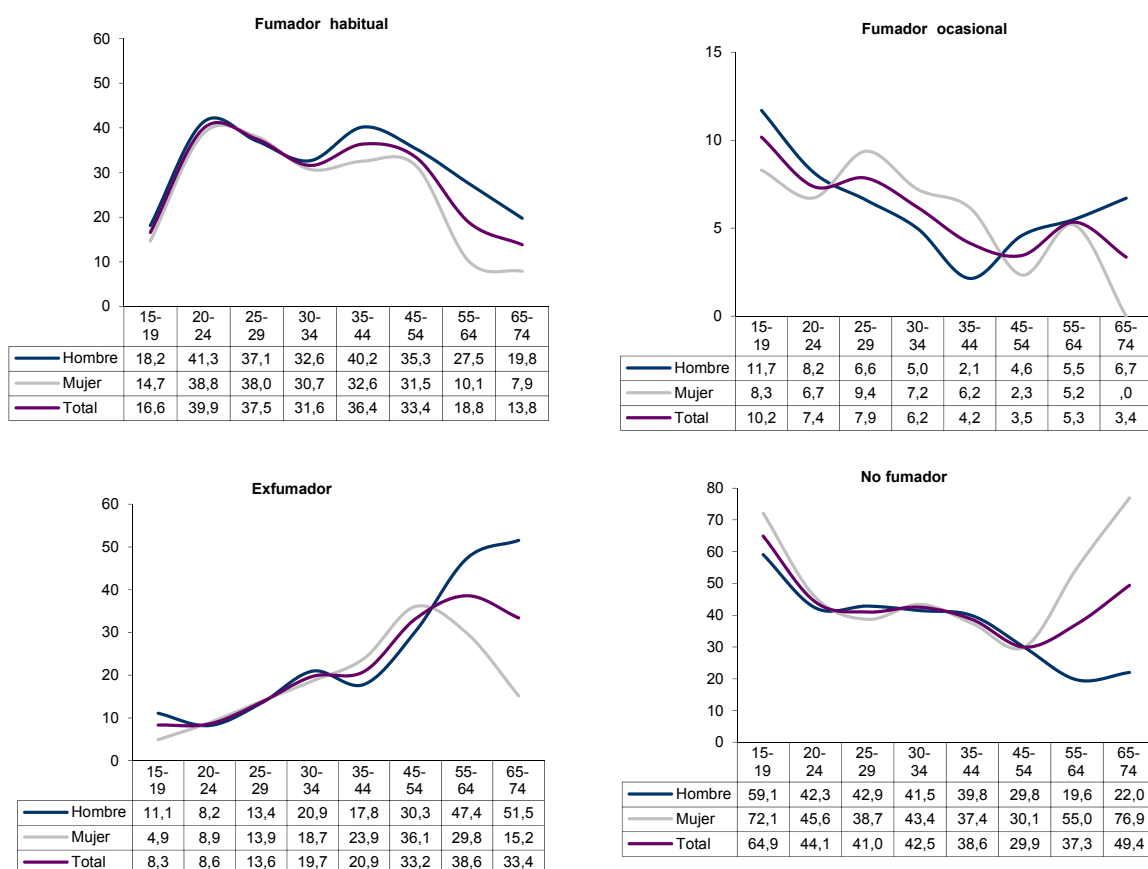 Fumador habitual
60
50
40
30
20
10
0
15-19 20-24 25-29 30-34 35-44 45-54 55-64 65-74
Hombre 18,2 41,3 37,1 32,6 40,2 35,3 27,5 19,8
Mujer 14,7 38,8 38,0 30,7 32,6 31,5 10,1 7,9
Total 16,6 39,9 37,5 31,6 36,4 33,4 18,8 13,8
Fumador ocasional
15
10
5
0
15-19 20-24 25-29 30-34 35-44 45-54 55-64 65-74
Hombre 11,7 8,2 6,6 5,0 2,1 4,6 5,5 6,7
Mujer 8,3 6,7 9,4 7,2 6,2 2,3 5,2 ,0
Total 10,2 7,4 7,9 6,2 4,2 3,5 5,3 3,4
Exfumador
60
50
40
30
20
10
0
15-19 20-24 25-29 30-34 35-44 45-54 55-64 65-74
Hombre 11,1 8,2 13,4 20,9 17,8 30,3 47,4 51,5
Mujer 4,9 8,9 13,9 18,7 23,9 36,1 29,8 15,2
Total 8,3 8,6 13,6 19,7 20,9 33,2 38,6 33,4
No fumador
80
70
60
50
40
30
20
10
0
15-19 20-24 25-29 30-34 35-44 45-54 55-64 65-74
Hombre 59,1 42,3 42,9 41,5 39,8 29,8 19,6 22,0
Mujer 72,1 45,6 38,7 43,4 37,4 30,1 55,0 76,9
Total 64,9 44,1 41,0 42,5 38,6 29,9 37,3 49,4